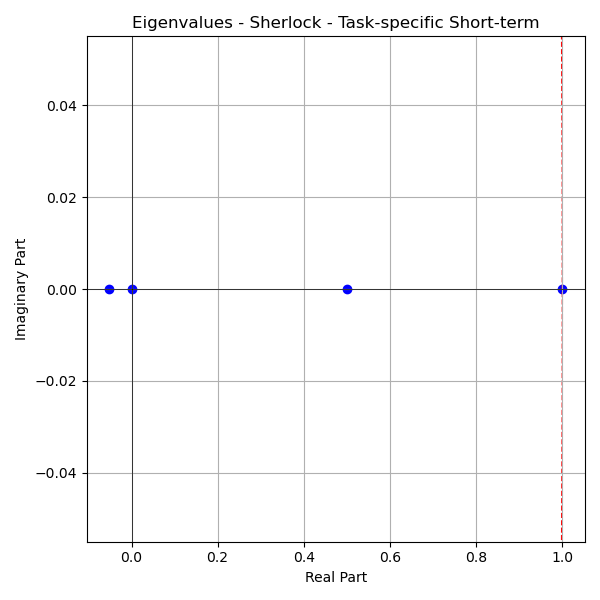 Eigenvalues - Sherlock - Task-specific Short-term
Imaginary Part
0.04
0.02
0.00
−0.02
−0.04
0.0 0.2 0.4 0.6 0.8 1.0
Real Part